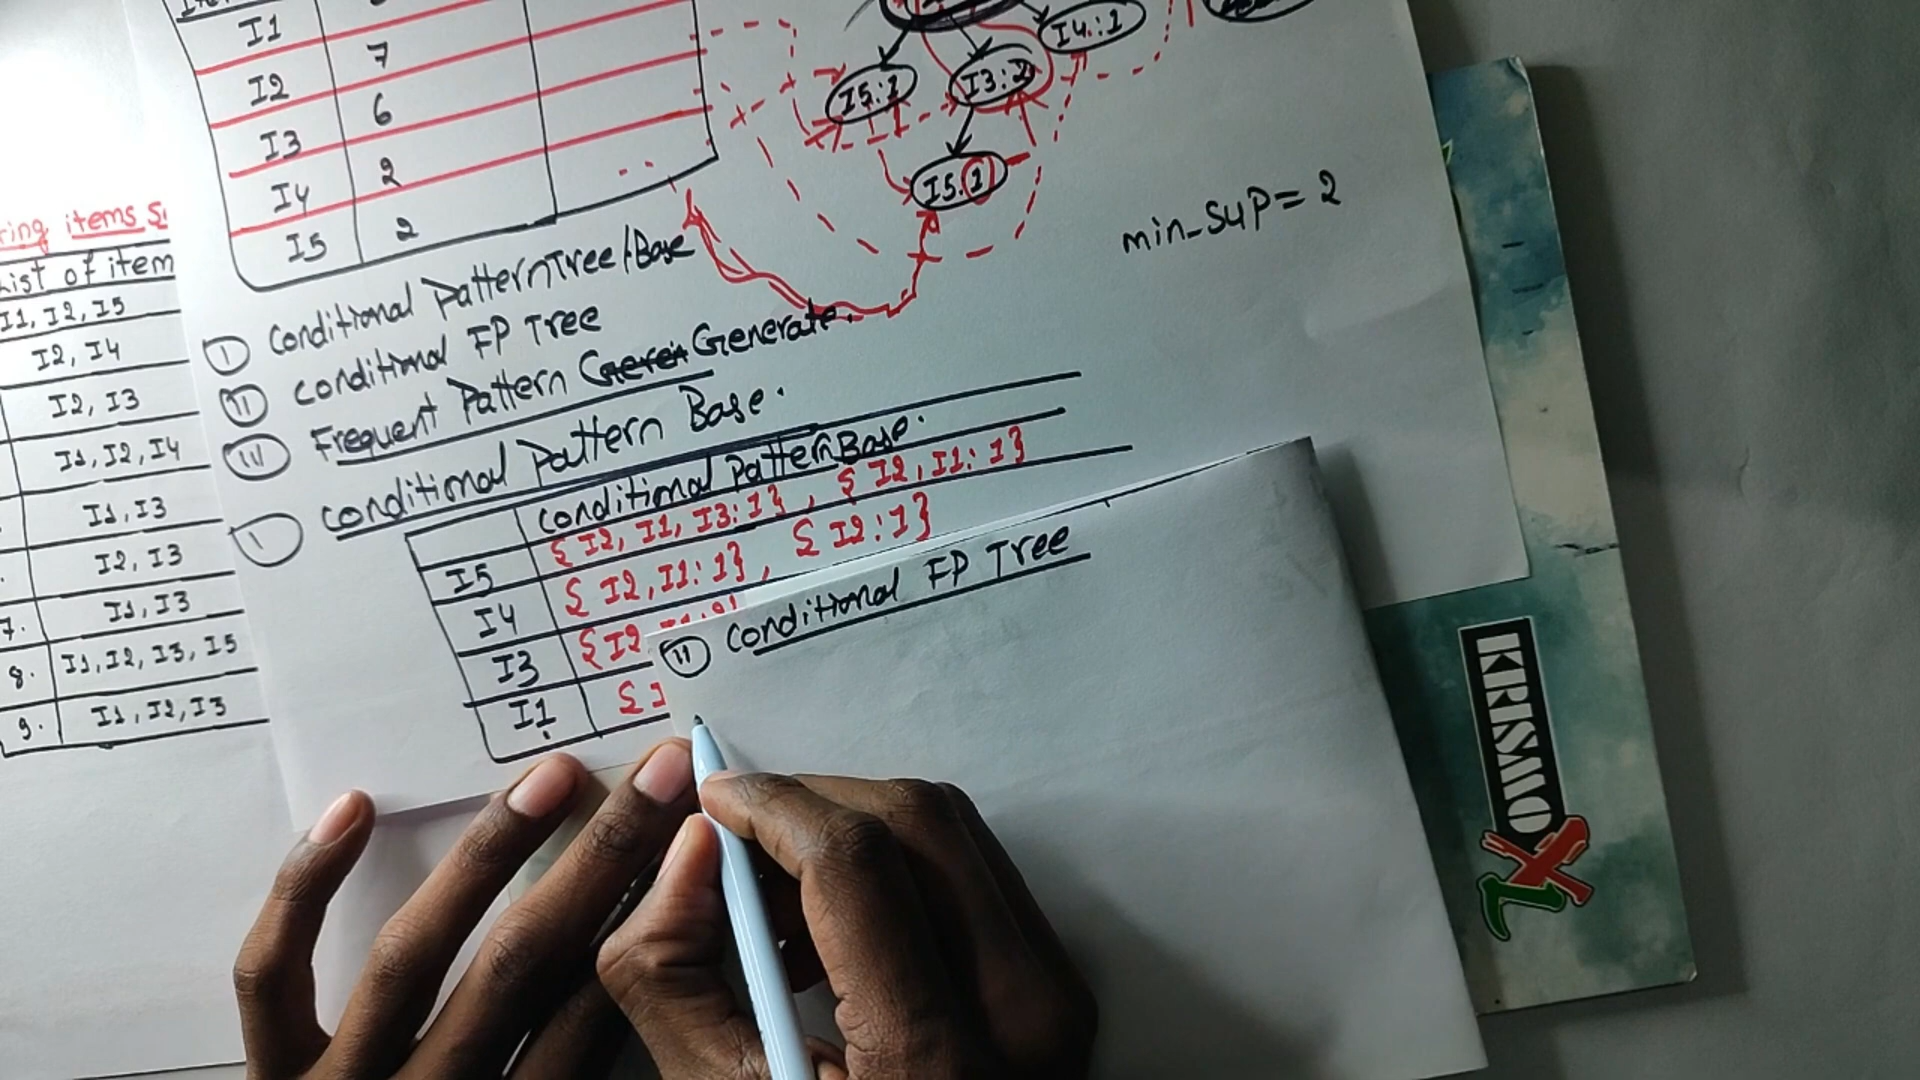 I1
I2 7
I3 6
I4 2
I5 2
I5:1
I3:2
I4:1
I5:1
min-sup = 2
ring items
List of item
I1, I2, I5
I2, I4
I2, I3
I1, I2, I4
I1, I3
I2, I3
7. I1, I3
8. I1, I2, I3, I5
9. I1, I2, I3
I Conditional Pattern Tree/Base
II Conditional FP Tree
III Frequent Pattern Generate.
I Conditional Pattern Base.
Conditional Pattern Base.
I5 { I2, I1, I3: 1} , { I2, I1: 1}
I4 { I2, I1: 1} , { I2: 1}
I3 { I2
I1 {
II Conditional FP Tree
KRISMO